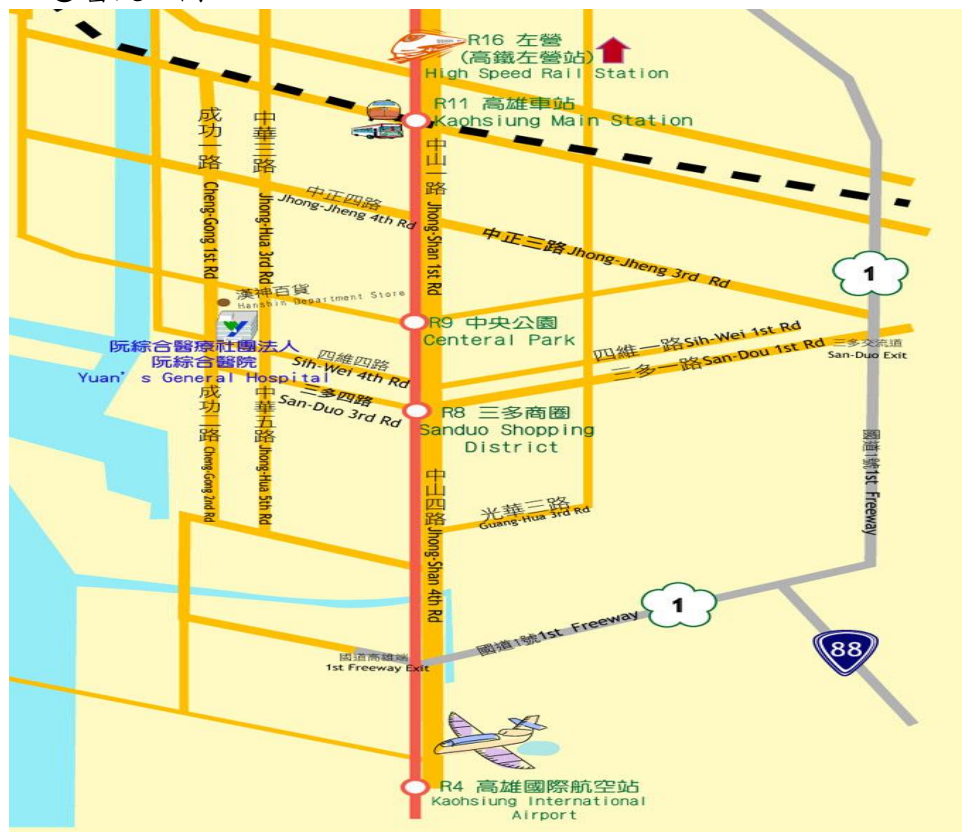 R16 左營
(高鐵左營站)
High Speed Rail Station
R11 高雄車站
Kaohsiung Main Station
成功一路 Cheng-Gong 1st Rd
中華三路 Jhong-Hua 3rd Rd
中山一路 Jhong-Shan 1st Rd
中正四路
Jhong-Jheng 4th Rd
中正三路 Jhong-Jheng 3rd Rd
1
漢神百貨
Hanshin Department Store
R9 中央公園
Centeral Park
阮綜合醫療社團法人
阮綜合醫院
Yuan's General Hospital
四維四路
Sih-Wei 4th Rd
四維一路 Sih-Wei 1st Rd
三多一路 San-Dou 1st Rd
三多交流道
San-Duo Exit
三多四路
San-Duo 3rd Rd
R8 三多商圈
Sanduo Shopping
District
成功二路 Cheng-Gong 2nd Rd
中華五路 Jhong-Hua 5th Rd
國道1號1st Freeway
中山四路 Jhong-Shan 4th Rd
光華三路
Guang-Hua 3rd Rd
1
國道1號1st Freeway
88
國道高雄端
1st Freeway Exit
R4 高雄國際航空站
Kaohsiung International
Airport